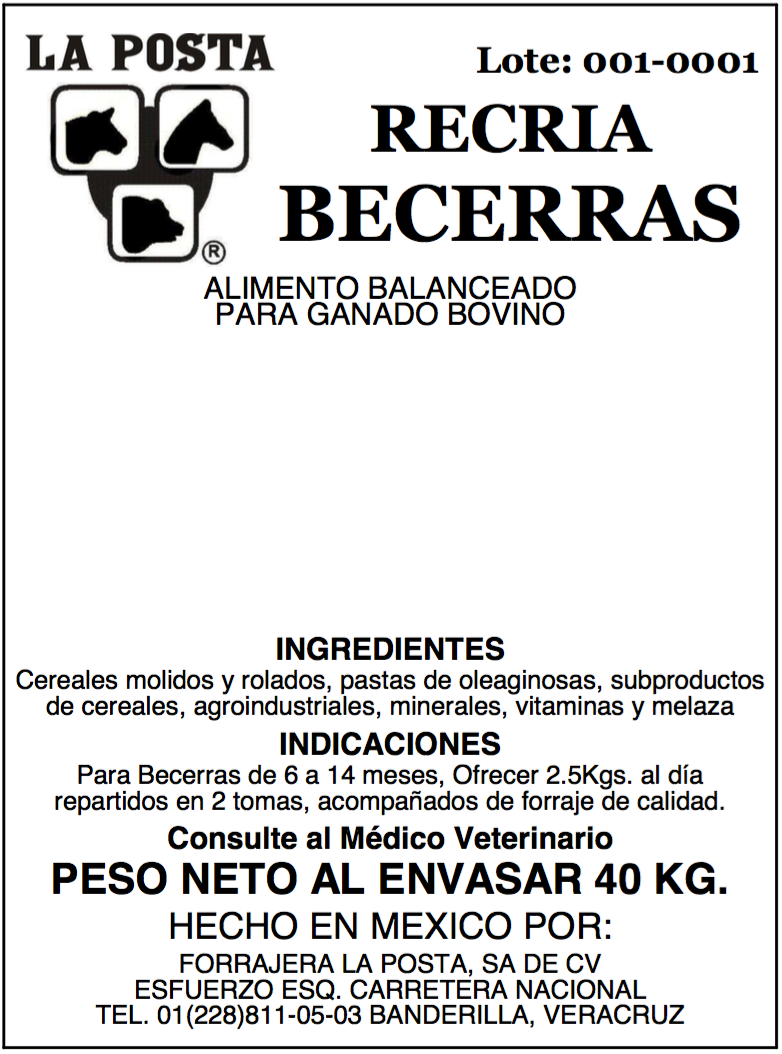 LA POSTA
Lote: 001-0001
RECRIA
BECERRAS
®
ALIMENTO BALANCEADO
PARA GANADO BOVINO
INGREDIENTES
Cereales molidos y rolados, pastas de oleaginosas, subproductos
de cereales, agroindustriales, minerales, vitaminas y melaza
INDICACIONES
Para Becerras de 6 a 14 meses, Ofrecer 2.5Kgs. al día
repartidos en 2 tomas, acompañados de forraje de calidad.
Consulte al Médico Veterinario
PESO NETO AL ENVASAR 40 KG.
HECHO EN MEXICO POR:
FORRAJERA LA POSTA, SA DE CV
ESFUERZO ESQ. CARRETERA NACIONAL
TEL. 01(228)811-05-03 BANDERILLA, VERACRUZ